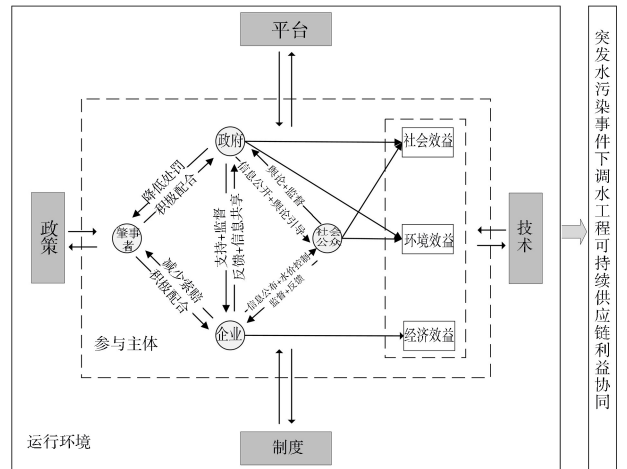 平台
政府
社会效益
降低处罚
积极配合
舆论+监督
信息公开+舆论引导
政策
肇事者
支持+监督
反馈+信息共享
社会公众
环境效益
技术
减少索赔
积极配合
信息公布+水价控制
监督+反馈
企业
经济效益
参与主体
制度
运行环境
突发水污染事件下调水工程可持续供应链利益协同